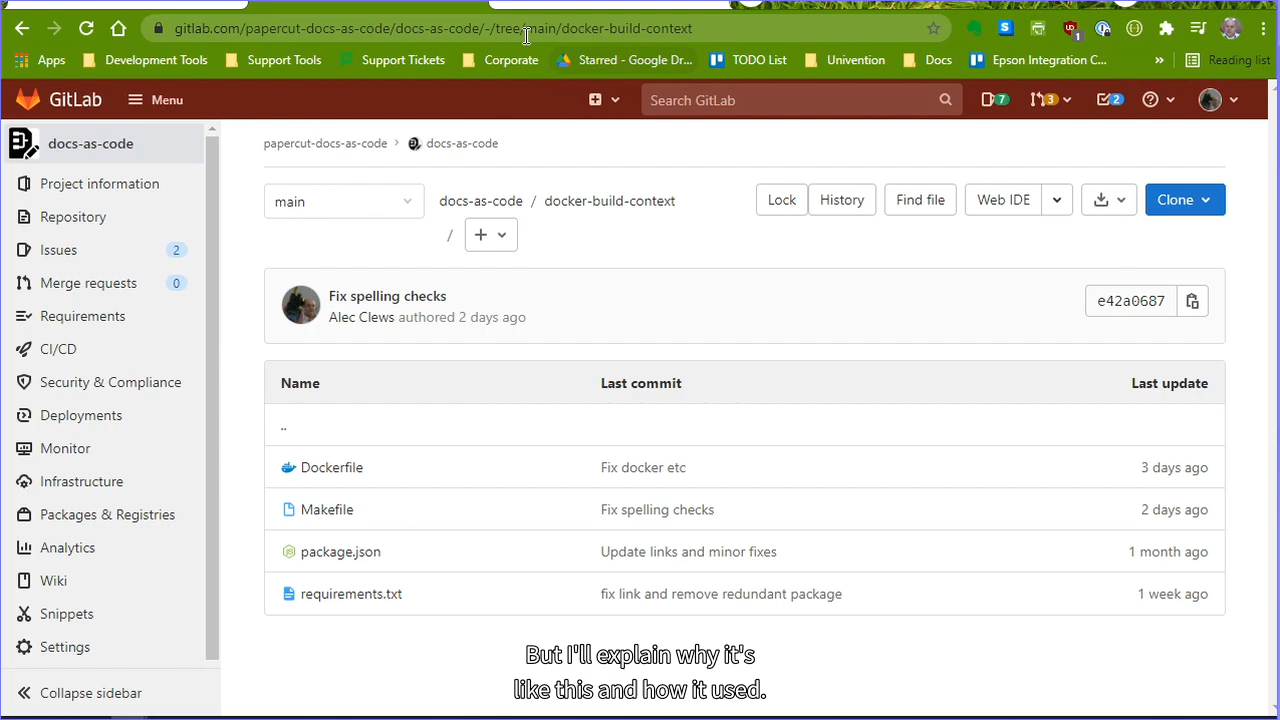 gitlab.com/papercut-docs-as-code/docs-as-code/-/tree/main/docker-build-context
1
Apps Development Tools Support Tools Support Tickets Corporate Starred - Google Dr... TODO List Univention Docs Epson Integration C... » Reading list
GitLab Menu Search GitLab 7 3 2
docs-as-code
Project information
Repository
Issues 2
Merge requests 0
Requirements
CI/CD
Security & Compliance
Deployments
Monitor
Infrastructure
Packages & Registries
Analytics
Wiki
Snippets
Settings
Collapse sidebar
papercut-docs-as-code > docs-as-code
main docs-as-code / docker-build-context Lock History Find file Web IDE Clone
/ +
Fix spelling checks
Alec Clews authored 2 days ago
e42a0687
Name Last commit Last update
..
Dockerfile Fix docker etc 3 days ago
Makefile Fix spelling checks 2 days ago
package.json Update links and minor fixes 1 month ago
requirements.txt fix link and remove redundant package 1 week ago
But I'll explain why it's
like this and how it used.